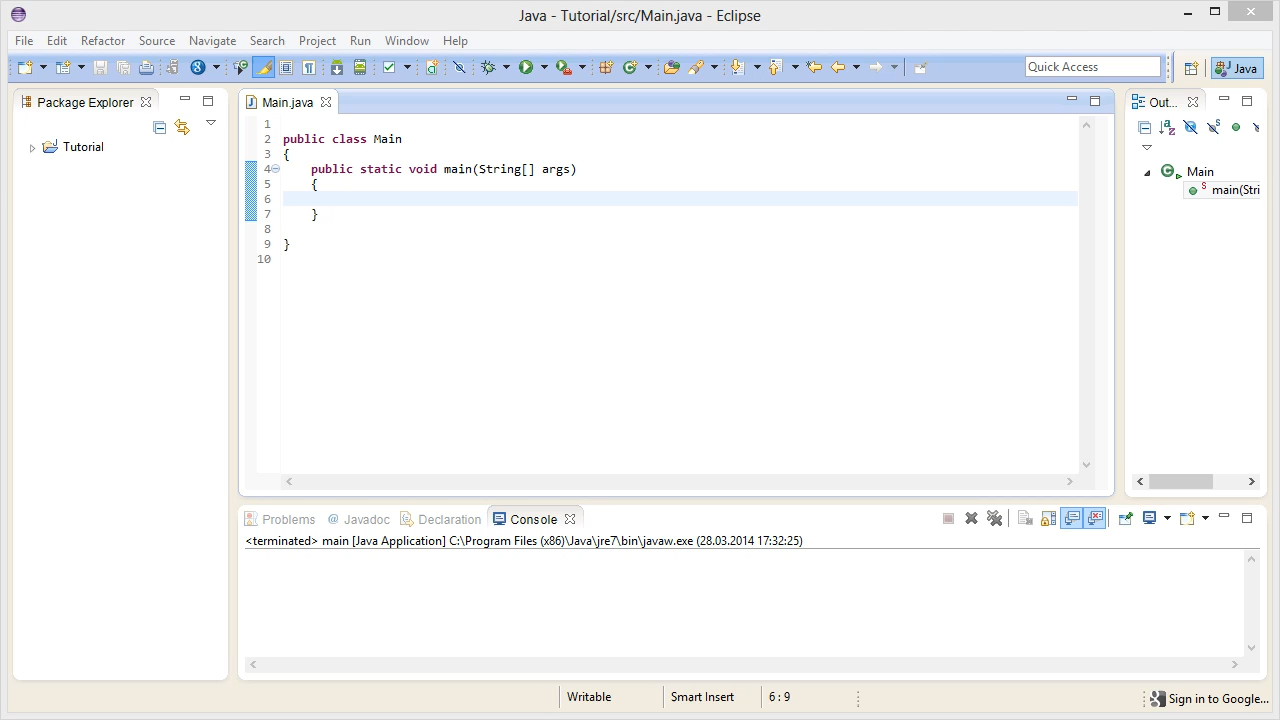 Java - Tutorial/src/Main.java - Eclipse
File Edit Refactor Source Navigate Search Project Run Window Help
Quick Access
Java
Package Explorer
Tutorial
Main.java
1
2 public class Main
3 {
4 public static void main(String[] args)
5 {
6
7 }
8
9 }
10
Out...
Main
main(Stri
Problems @ Javadoc Declaration Console
<terminated> main [Java Application] C:\Program Files (x86)\Java\jre7\bin\javaw.exe (28.03.2014 17:32:25)
Writable Smart Insert 6 : 9 Sign in to Google...